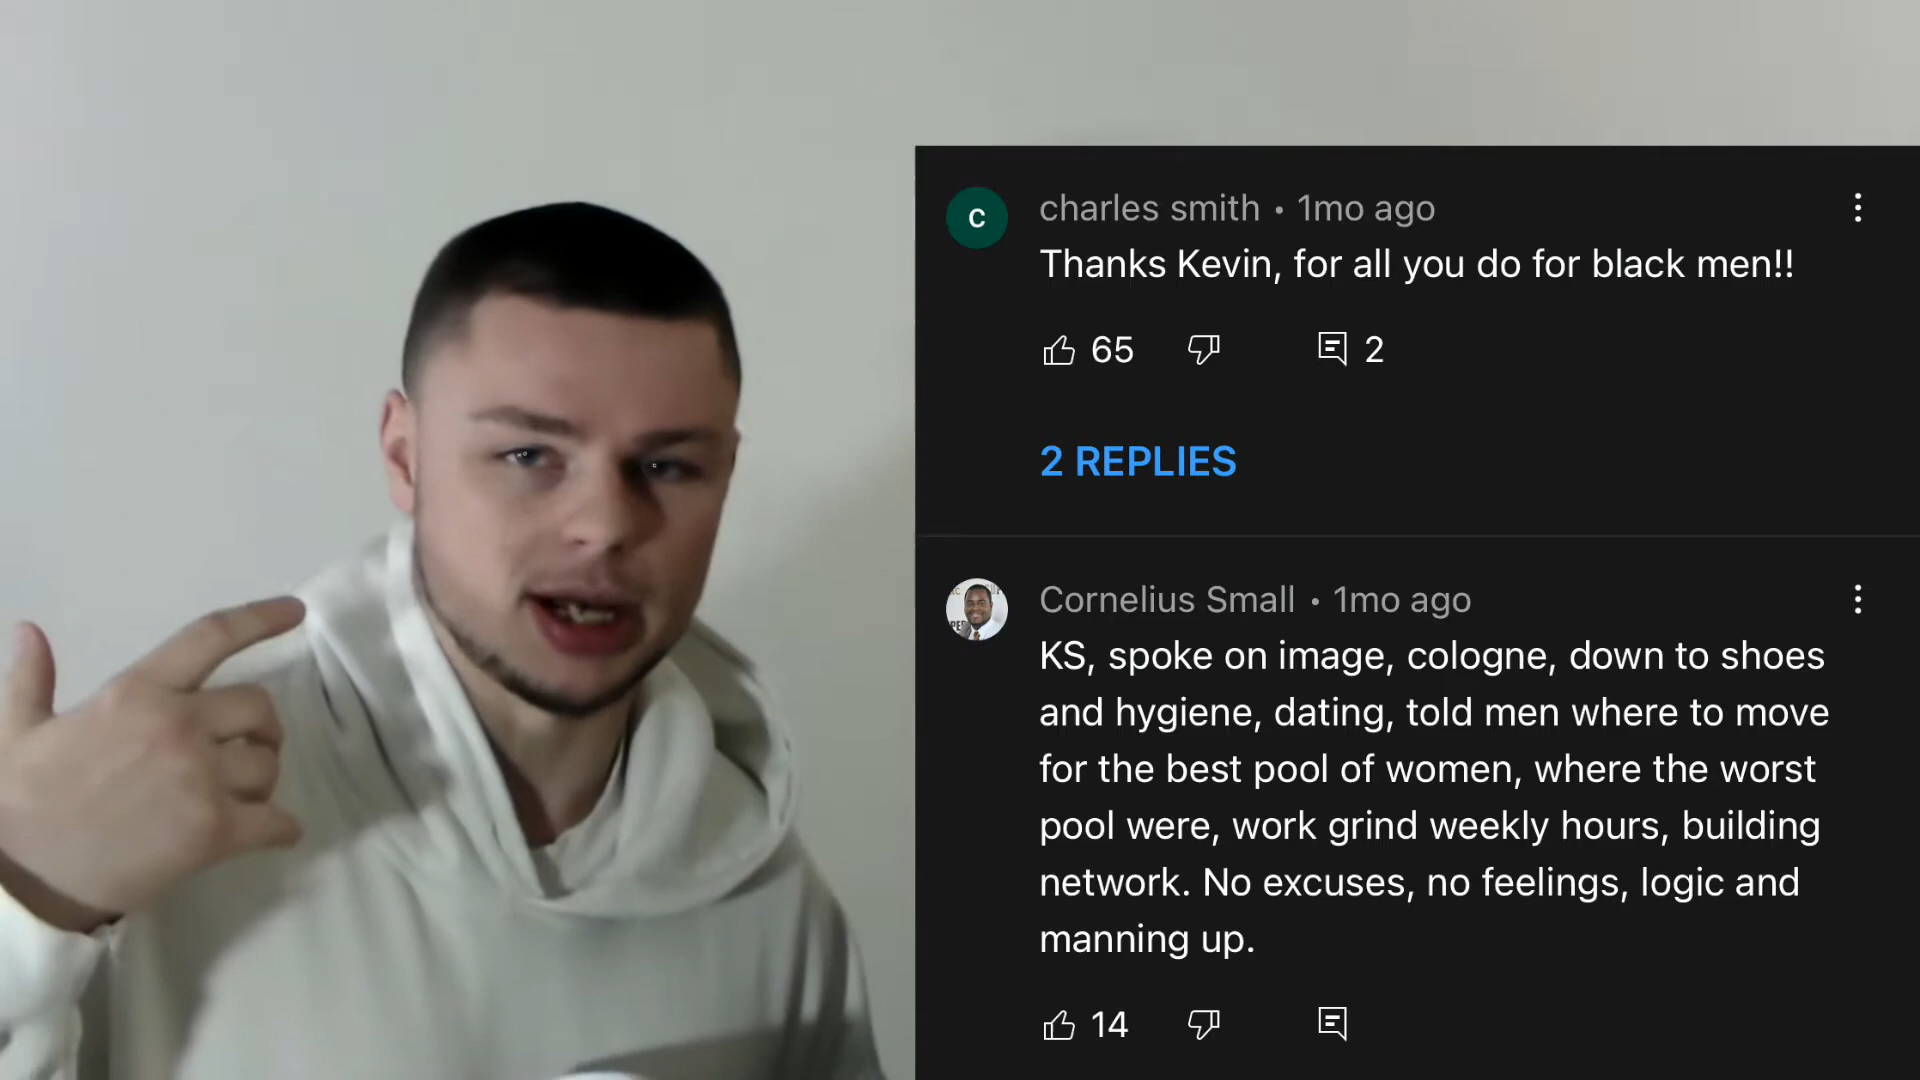 C
charles smith • 1mo ago
Thanks Kevin, for all you do for black men!!
65
2
2 REPLIES
Cornelius Small • 1mo ago
KS, spoke on image, cologne, down to shoes
and hygiene, dating, told men where to move
for the best pool of women, where the worst
pool were, work grind weekly hours, building
network. No excuses, no feelings, logic and
manning up.
14